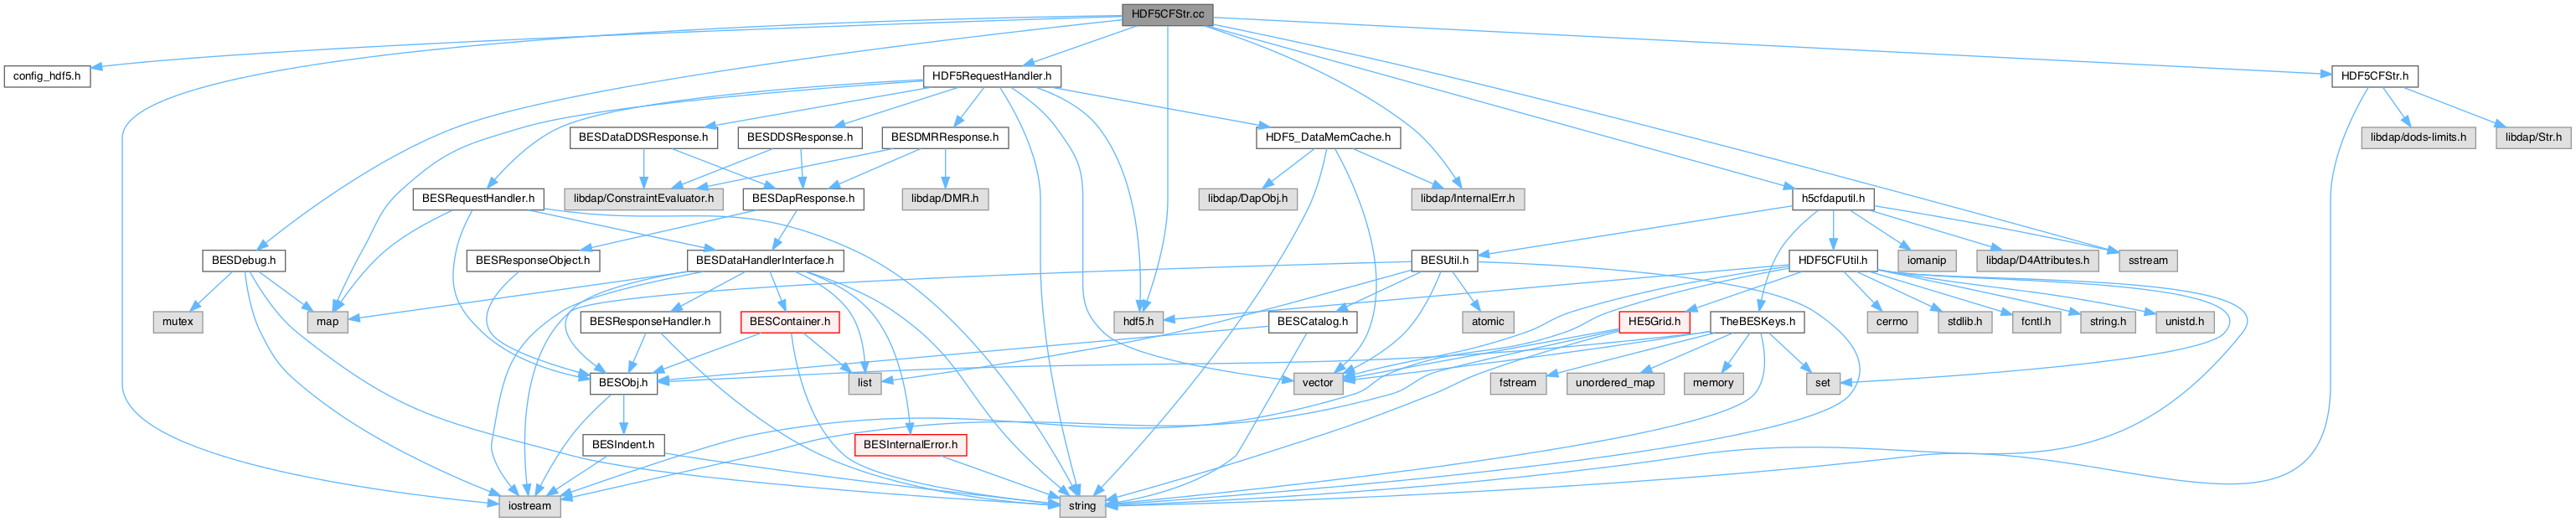 HDF5CFStr.cc
config_hdf5.h
HDF5RequestHandler.h
HDF5CFStr.h
BESDataDDSResponse.h
BESDDSResponse.h
BESDMRResponse.h
HDF5_DataMemCache.h
libdap/dods-limits.h
libdap/Str.h
BESRequestHandler.h
libdap/ConstraintEvaluator.h
BESDapResponse.h
libdap/DMR.h
libdap/DapObj.h
libdap/InternalErr.h
h5cfdaputil.h
BESDebug.h
BESResponseObject.h
BESDataHandlerInterface.h
BESUtil.h
HDF5CFUtil.h
iomanip
libdap/D4Attributes.h
sstream
mutex
map
BESResponseHandler.h
BESContainer.h
hdf5.h
BESCatalog.h
atomic
HE5Grid.h
TheBESKeys.h
cerrno
stdlib.h
fcntl.h
string.h
unistd.h
BESObj.h
list
vector
fstream
unordered_map
memory
set
BESIndent.h
BESInternalError.h
iostream
string